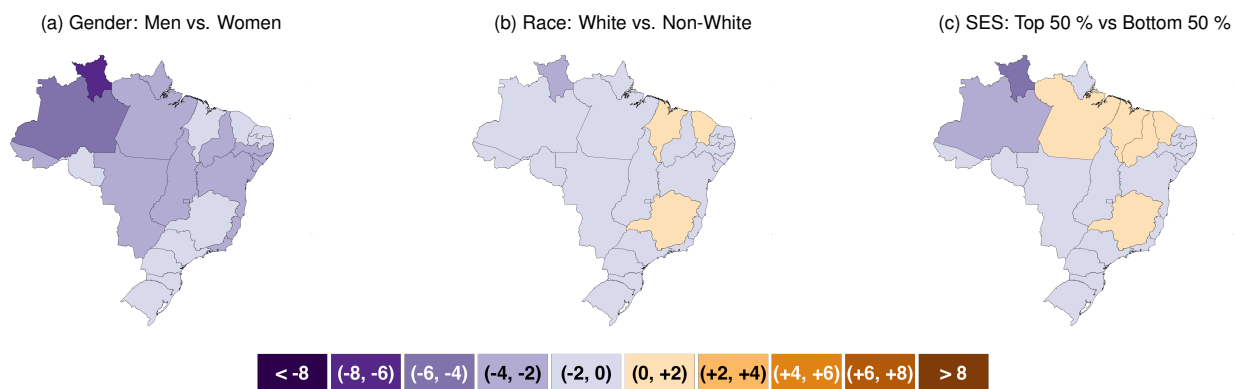 (a) Gender: Men vs. Women
(b) Race: White vs. Non-White
(c) SES: Top 50 % vs Bottom 50 %
< -8 (-8, -6) (-6, -4) (-4, -2) (-2, 0) (0, +2) (+2, +4) (+4, +6) (+6, +8) > 8